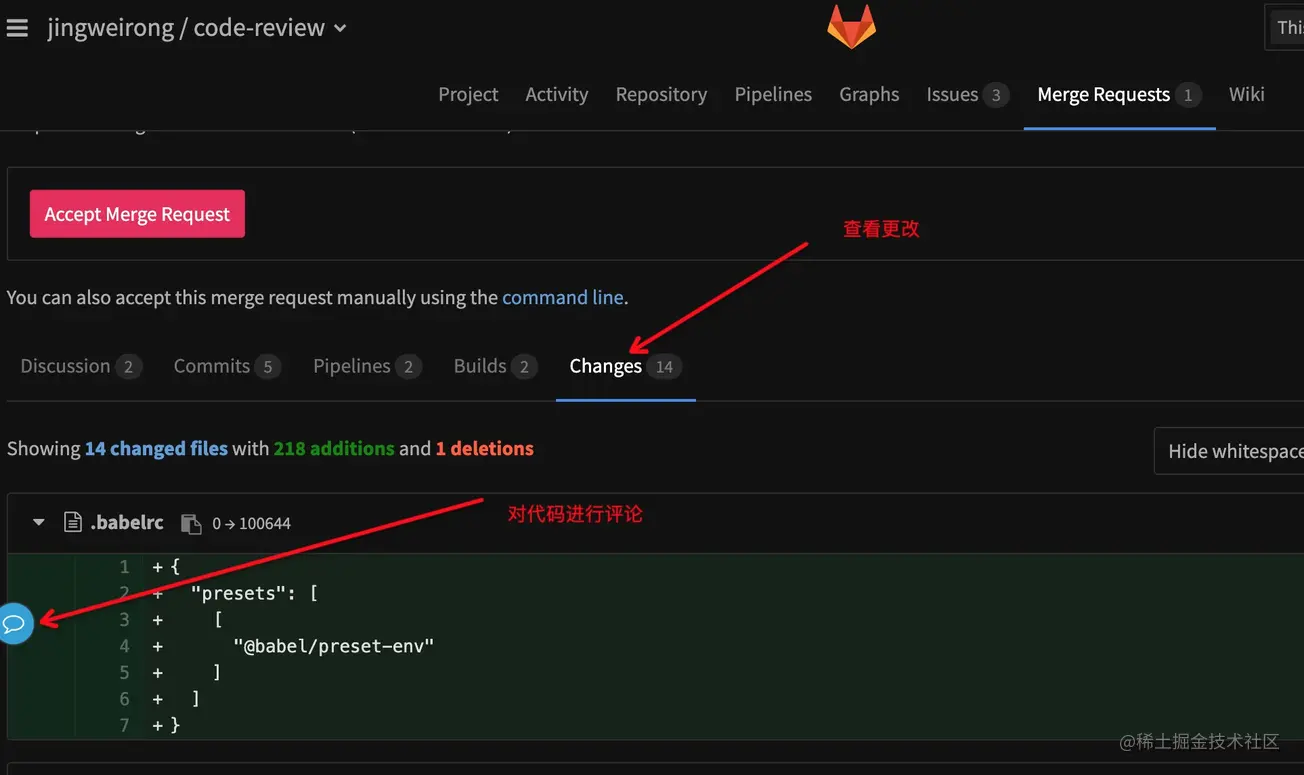 jingweirong / code-review
This
Project Activity Repository Pipelines Graphs Issues 3 Merge Requests 1 Wiki
Accept Merge Request
查看更改
You can also accept this merge request manually using the command line.
Discussion 2 Commits 5 Pipelines 2 Builds 2 Changes 14
Showing 14 changed files with 218 additions and 1 deletions
Hide whitespace
对代码进行评论
.babelrc 0 → 100644
1 + {
2 + "presets": [
3 + [
4 + "@babel/preset-env"
5 + ]
6 + ]
7 + }
@稀土掘金技术社区